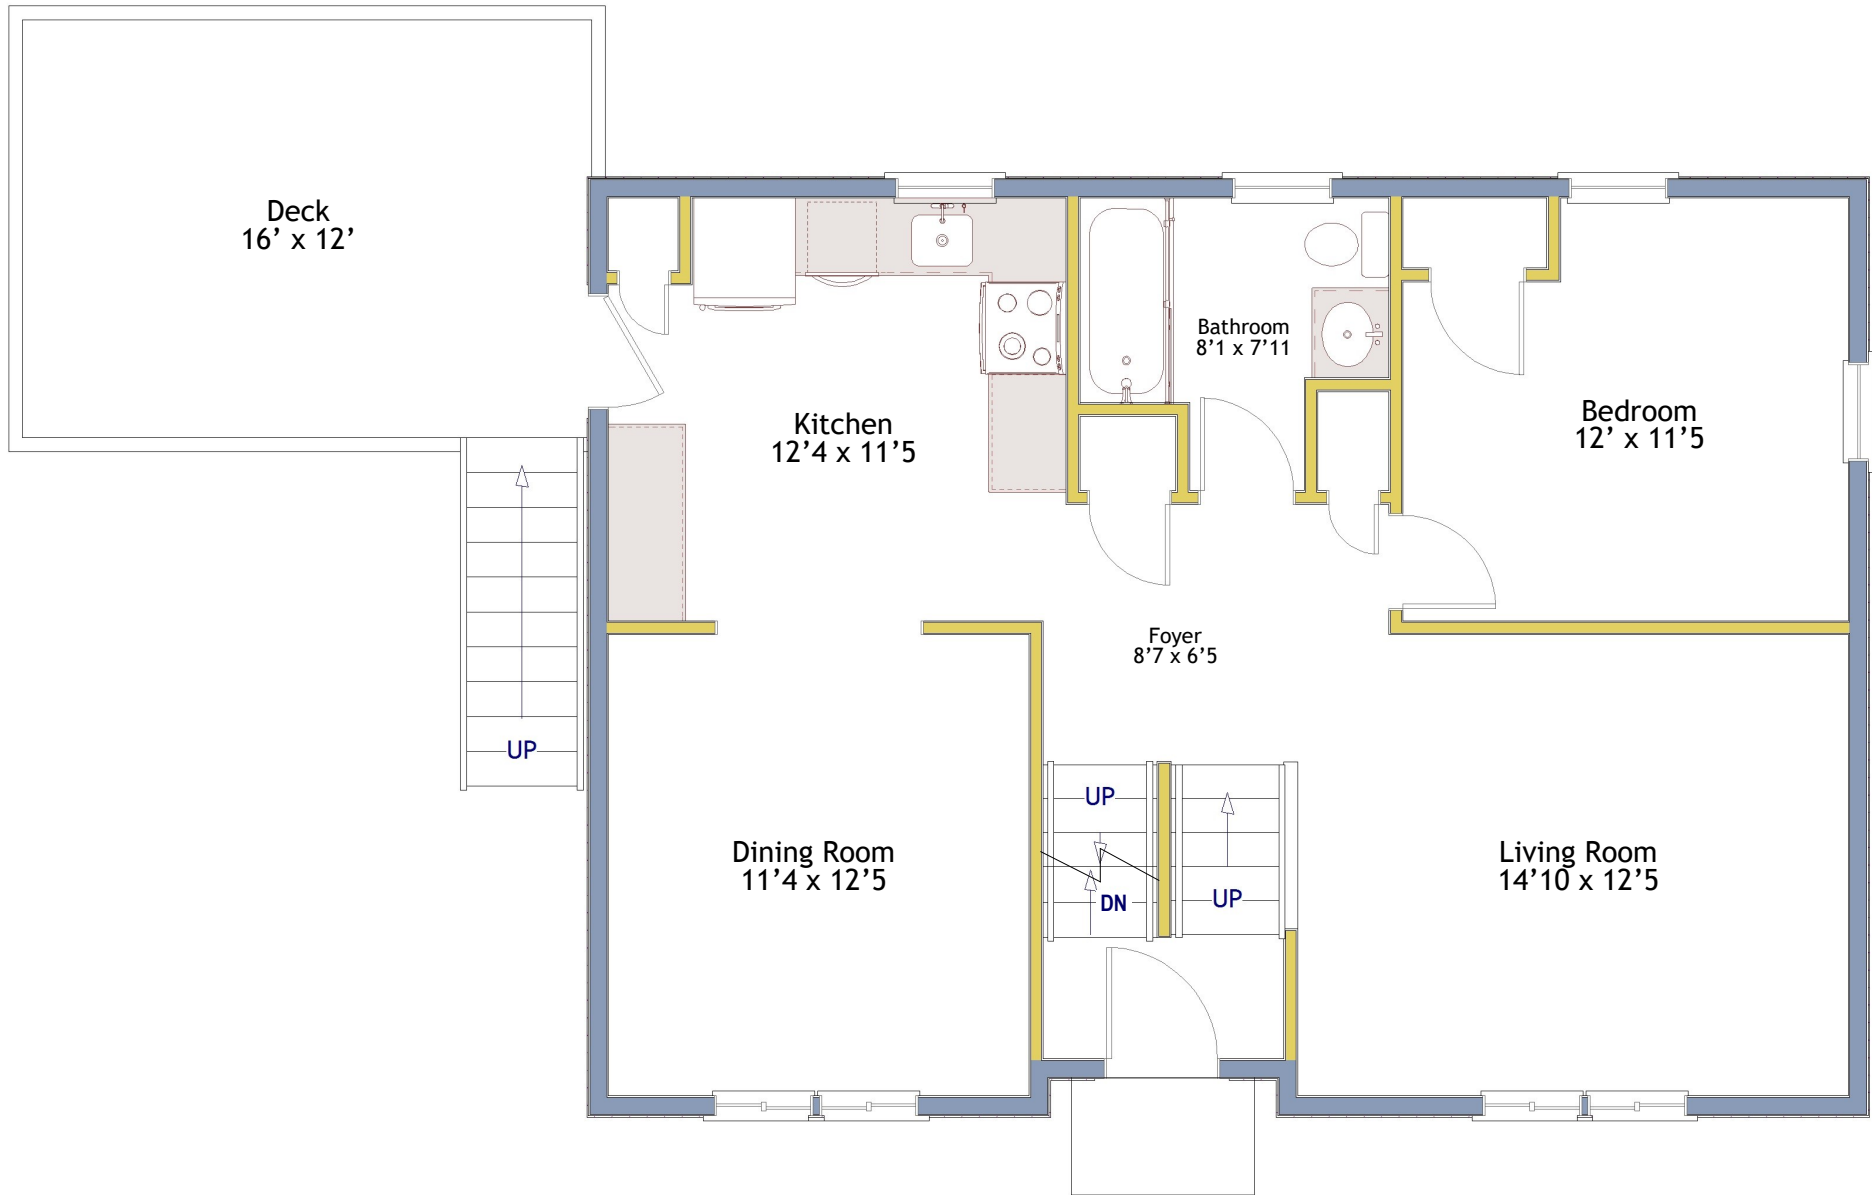 Deck
16’ x 12’
Bathroom
8’1 x 7’11
Kitchen
12’4 x 11’5
Bedroom
12’ x 11’5
Foyer
8’7 x 6’5
UP
UP
Dining Room
11’4 x 12’5
DN
UP
Living Room
14’10 x 12’5